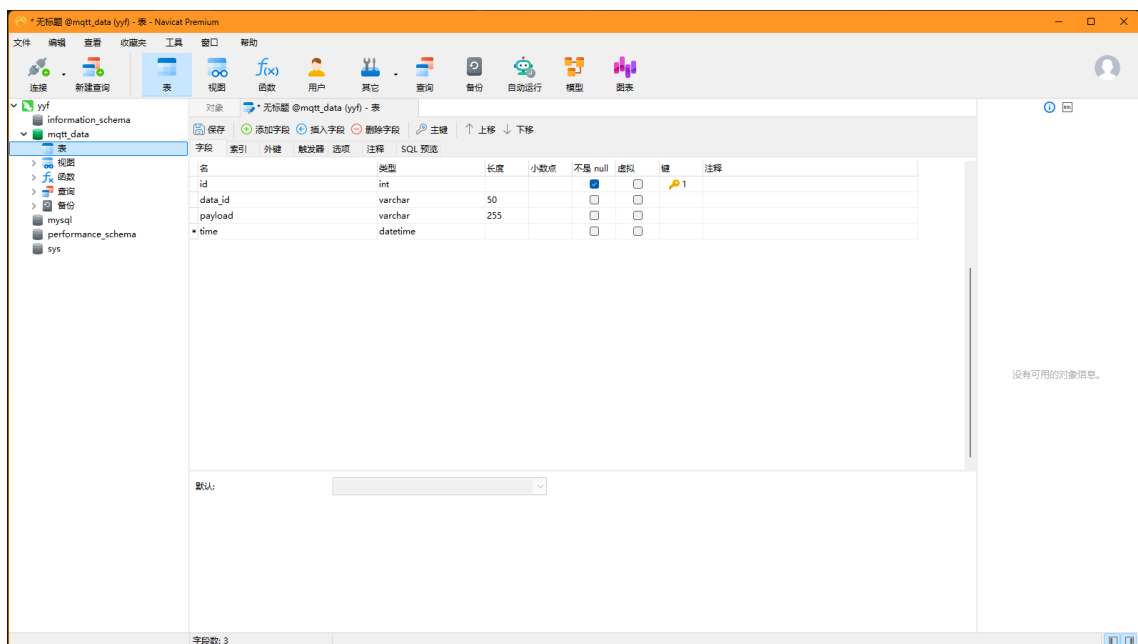 * 无标题 @mqtt_data (yyf) - 表 - Navicat Premium
文件 编辑 查看 收藏夹 工具 窗口 帮助
连接 新建查询 表 视图 函数 用户 其它 查询 备份 自动运行 模型 图表
yyf
information_schema
mqtt_data
表
视图
函数
查询
备份
mysql
performance_schema
sys
对象 * 无标题 @mqtt_data (yyf) - 表
保存 添加字段 插入字段 删除字段 主键 上移 下移
字段 索引 外键 触发器 选项 注释 SQL 预览
名 类型 长度 小数点 不是 null 虚拟 键 注释
id int 1
data_id varchar 50
payload varchar 255
* time datetime
默认:
没有可用的对象信息。
字段数: 3